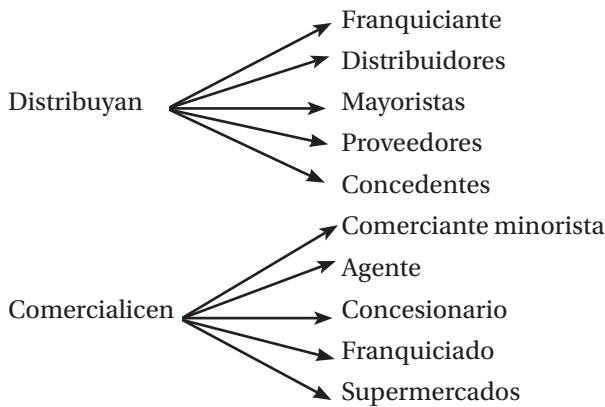 Distribuyan
Franquiciante
Distribuidores
Mayoristas
Proveedores
Concedentes
Comercialicen
Comerciante minorista
Agente
Concesionario
Franquiciado
Supermercados